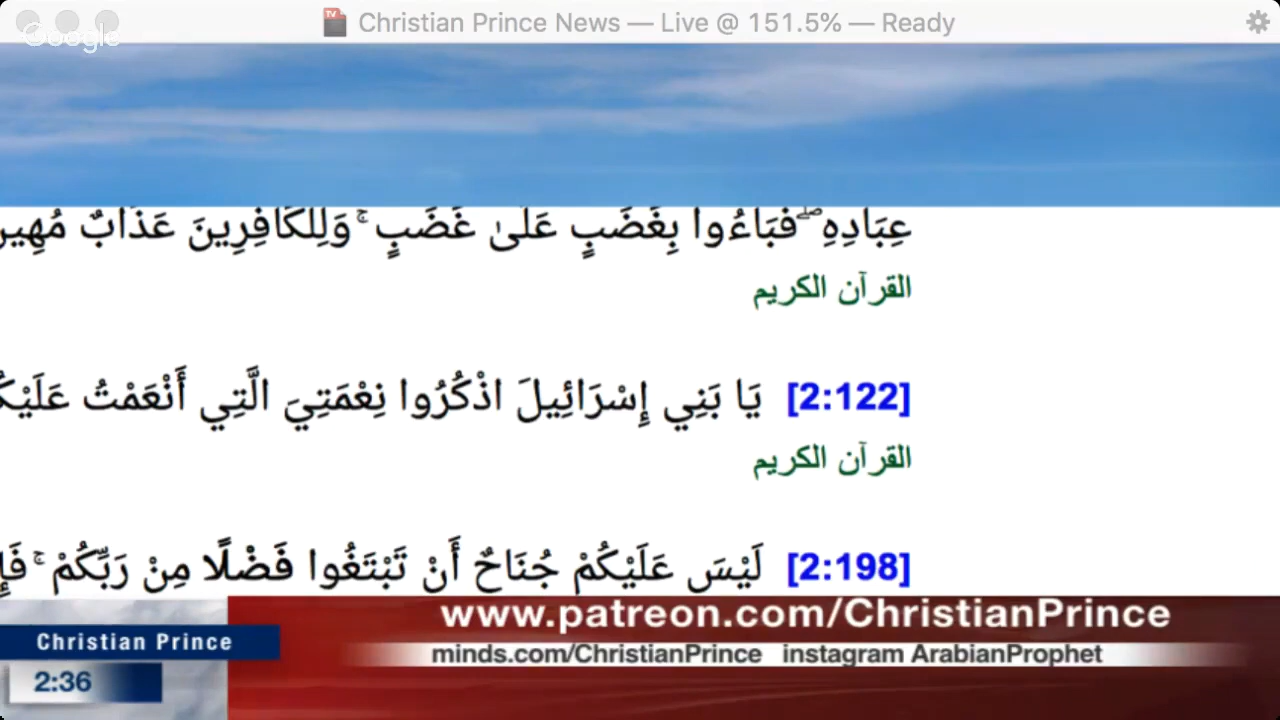 Christian Prince News — Live @ 151.5% — Ready
Google
عِبَادِهِ ۖ فَبَاءُوا بِغَضَبٍ عَلَىٰ غَضَبٍ ۚ وَلِلْكَافِرِينَ عَذَابٌ
القرآن الكريم
[2:122] يَا بَنِي إِسْرَائِيلَ اذْكُرُوا نِعْمَتِيَ الَّتِي أَنْعَمْتُ
القرآن الكريم
[2:198] لَيْسَ عَلَيْكُمْ جُنَاحٌ أَنْ تَبْتَغُوا فَضْلًا مِنْ رَبِّكُمْ ۚ
www.patreon.com/ChristianPrince
Christian Prince
minds.com/ChristianPrince instagram ArabianProphet
2:36